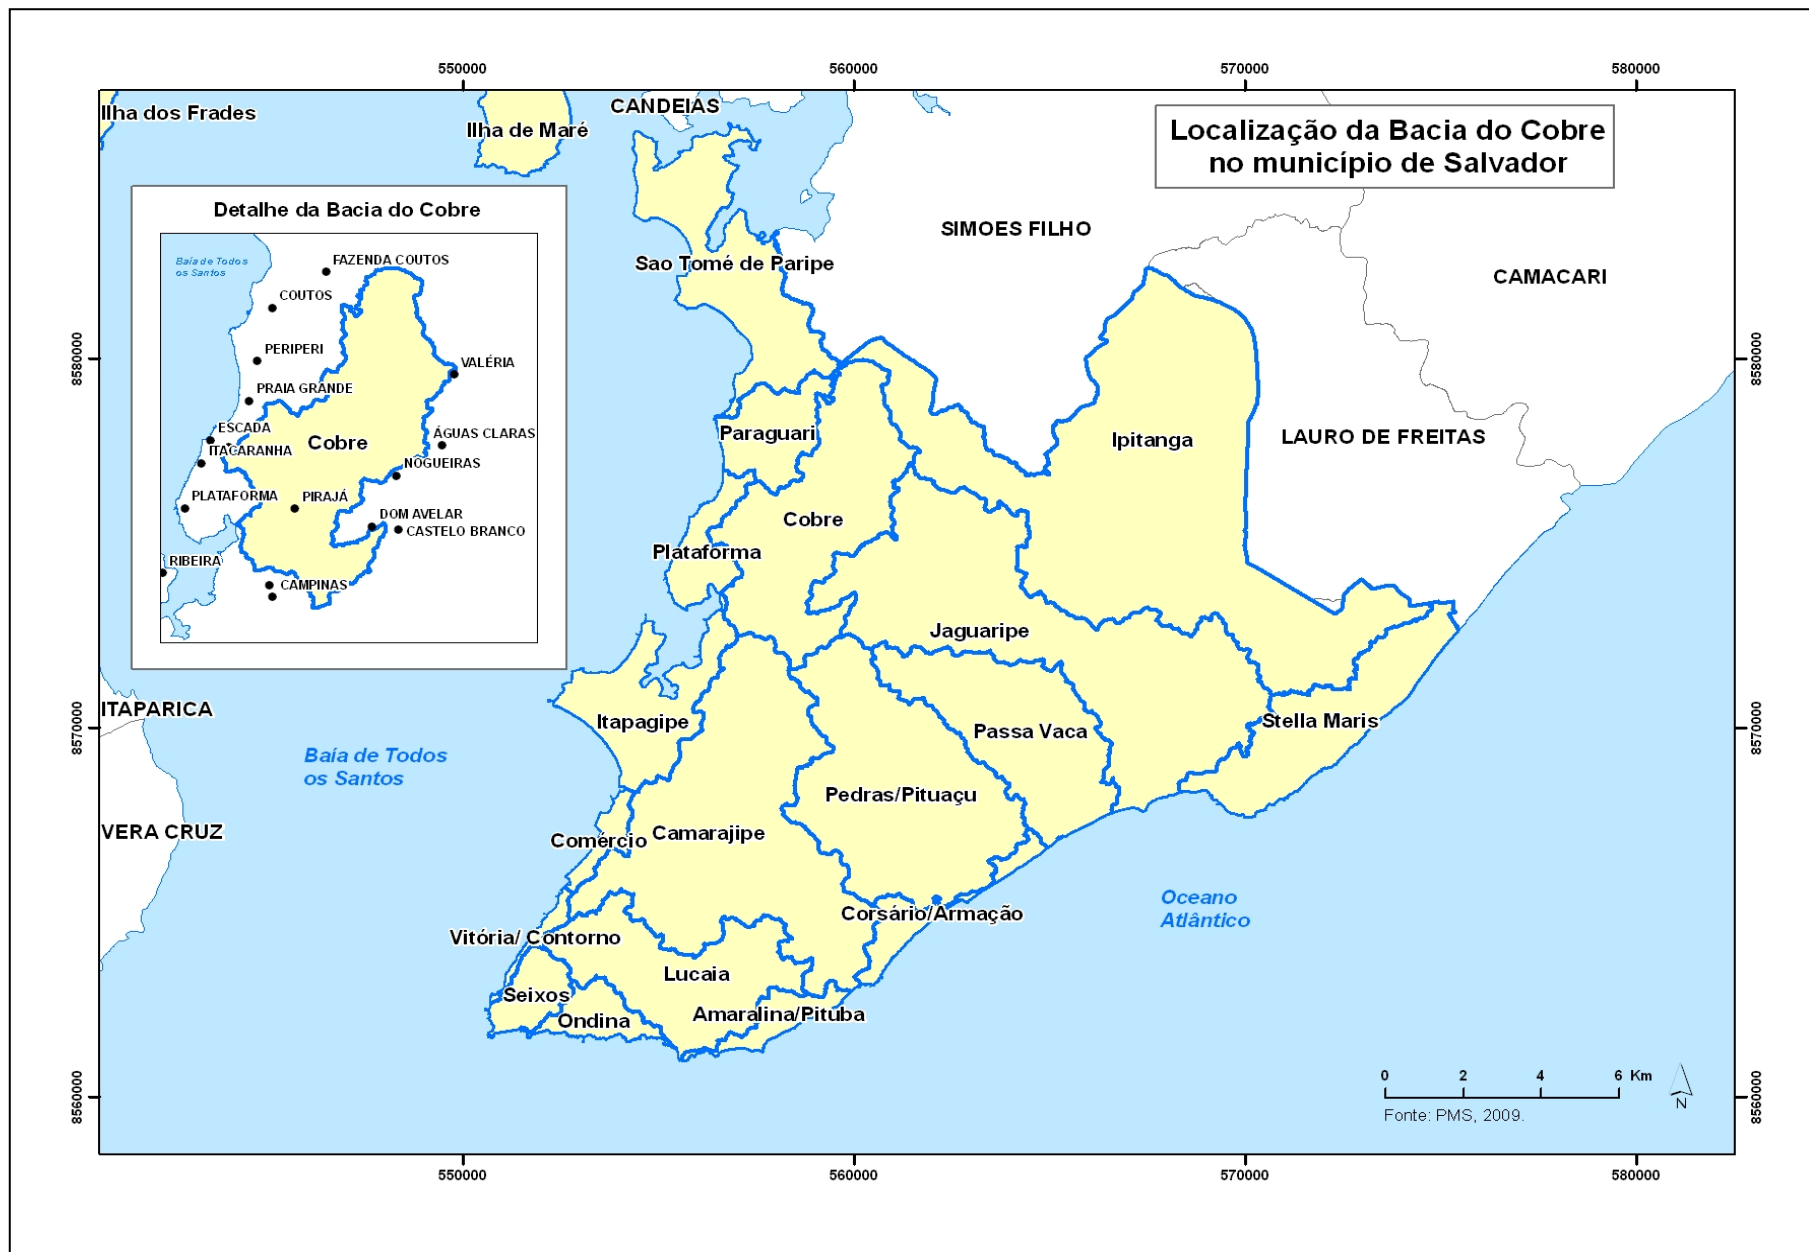 550000
560000
570000
580000
Ilha dos Frades
Ilha de Maré
CANDEIAS
Localização da Bacia do Cobre
no município de Salvador
Detalhe da Bacia do Cobre
Baía de Todos
os Santos
FAZENDA COUTOS
COUTOS
PERIPERI
VALÉRIA
PRAIA GRANDE
ESCADA
ÁGUAS CLARAS
Cobre
ITACARANHA
NOGUEIRAS
PLATAFORMA
PIRAJÁ
DOM AVELAR
CASTELO BRANCO
RIBEIRA
CAMPINAS
SIMOES FILHO
Sao Tomé de Paripe
CAMACARI
8580000
8580000
Paraguari
Ipitanga
LAURO DE FREITAS
Cobre
Plataforma
Jaguaripe
ITAPARICA
Itapagipe
Stella Maris
8570000
8570000
Passa Vaca
Baía de Todos
os Santos
Pedras/Pituaçu
VERA CRUZ
Camarajipe
Comércio
Oceano
Atlântico
Corsário/Armação
Vitória/ Contorno
Lucaia
Seixos
Amaralina/Pituba
Ondina
0 2 4 6 Km
N
Fonte: PMS, 2009.
8560000
8560000
550000
560000
570000
580000